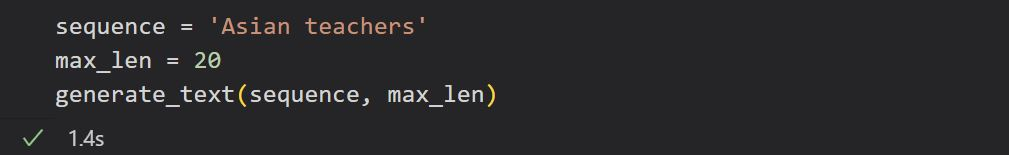 sequence = 'Asian teachers'
max_len = 20
generate_text(sequence, max_len)
1.4s